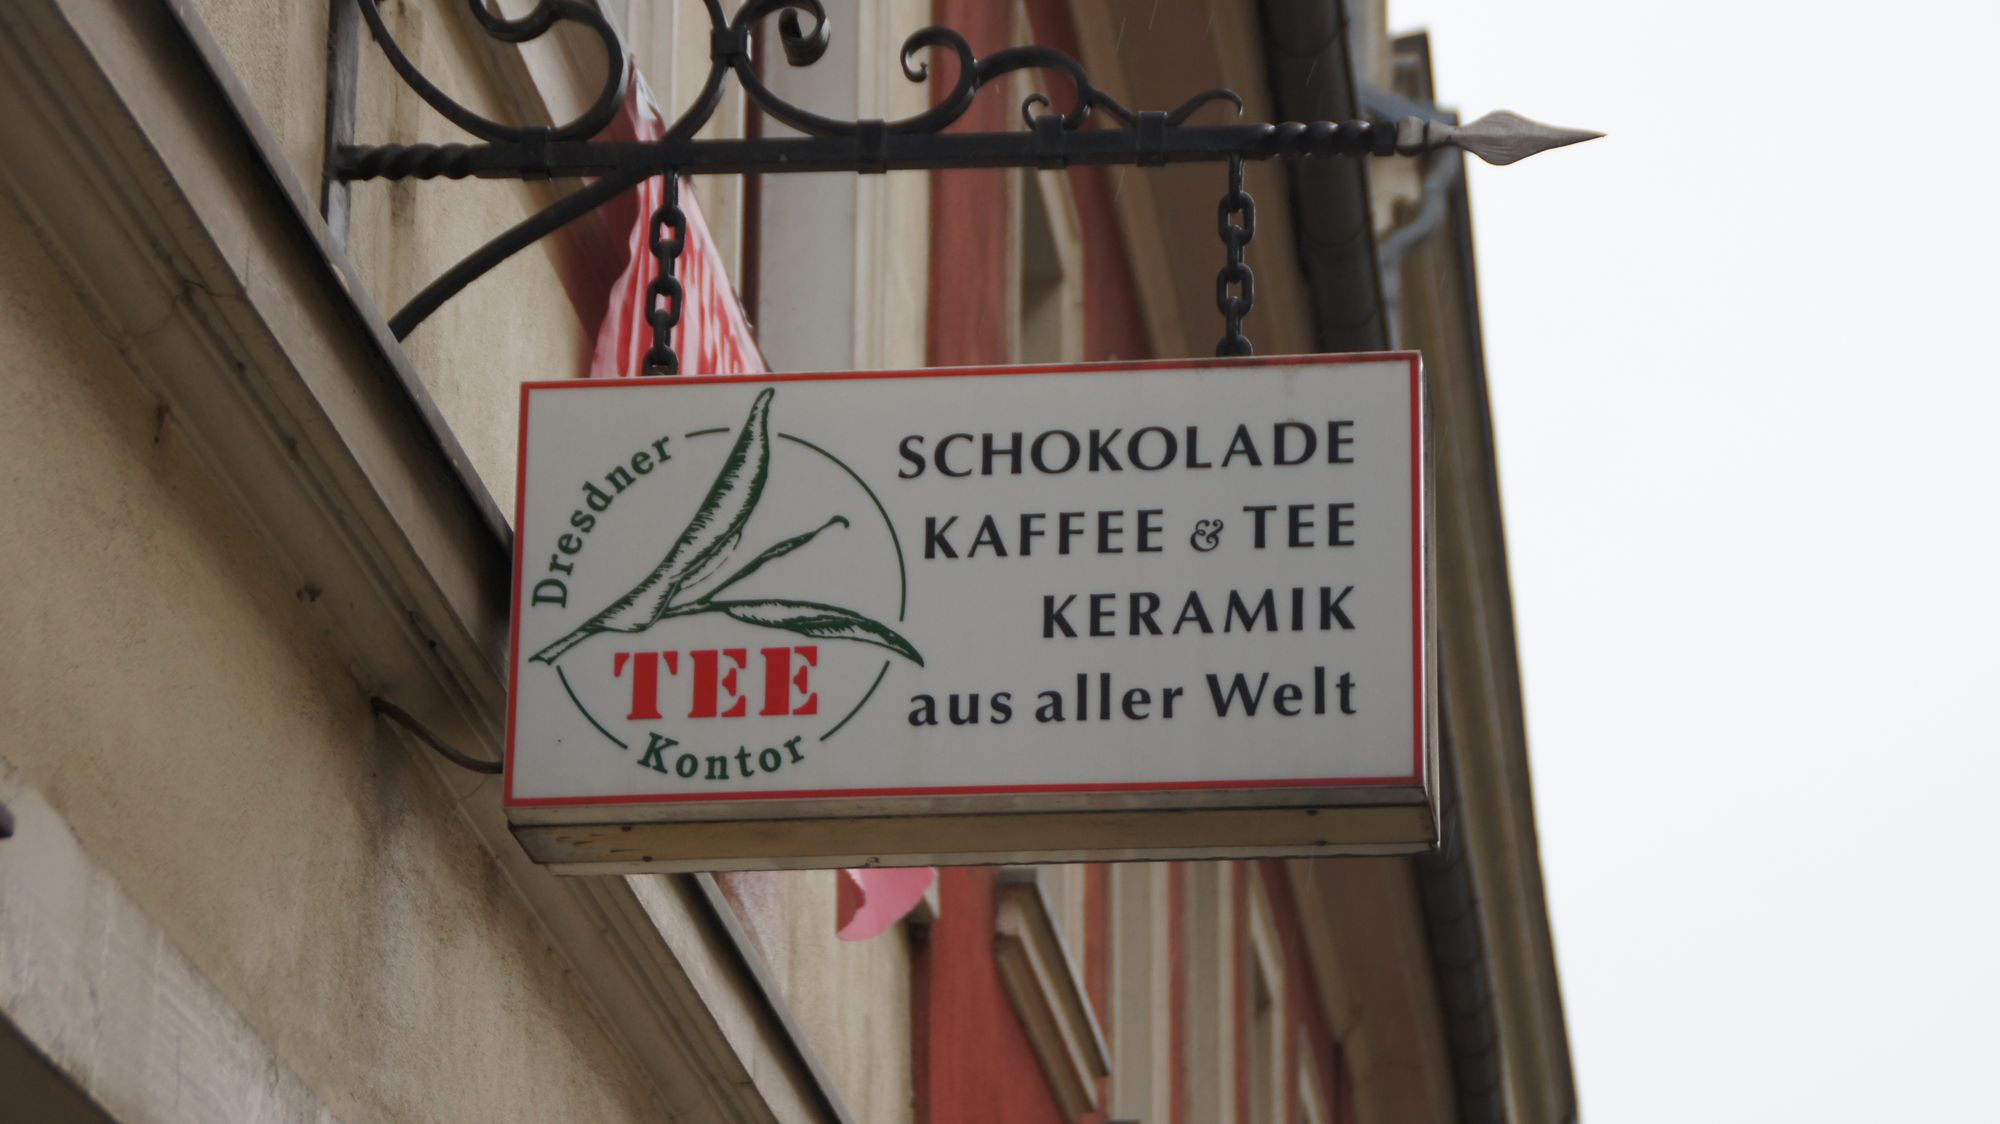 Dresdner
TEE
Kontor
SCHOKOLADE
KAFFEE & TEE
KERAMIK
aus aller Welt